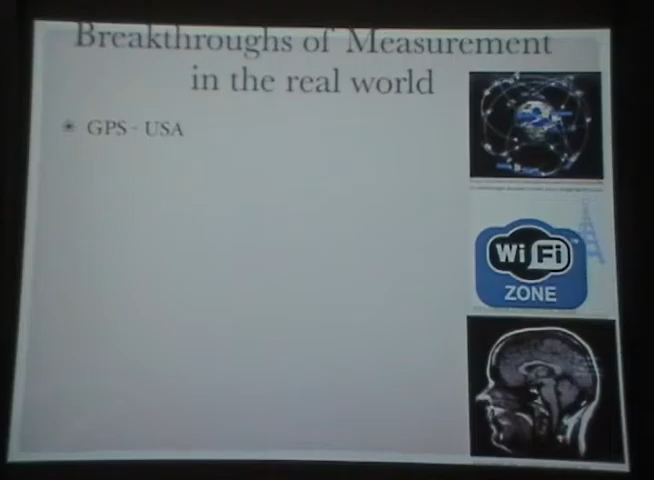 Breakthroughs of Measurement
in the real world
GPS - USA
Wi Fi
ZONE